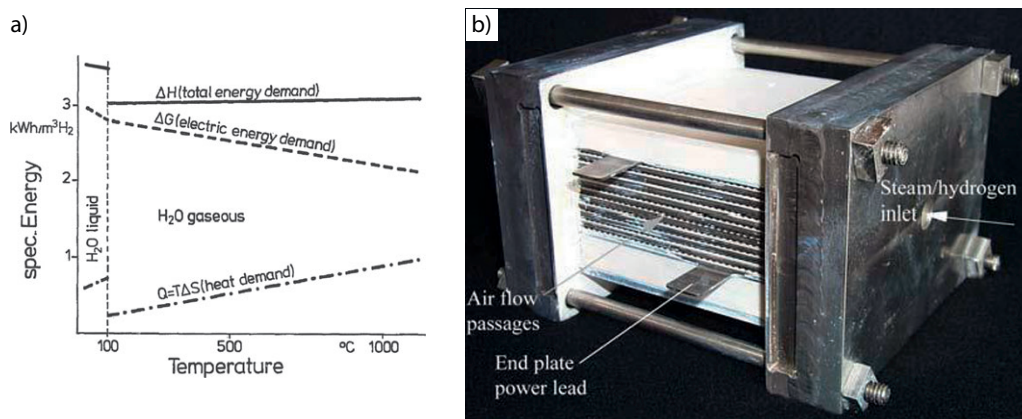 a)
3
kWh/m³H₂
2
1
spec. Energy
H₂O liquid
ΔH (total energy demand)
ΔG (electric energy demand)
H₂O gaseous
Q=TΔS (heat demand)
100
500
ºC
1000
Temperature
b)
Steam/hydrogen
inlet
Air flow
passages
End plate
power lead